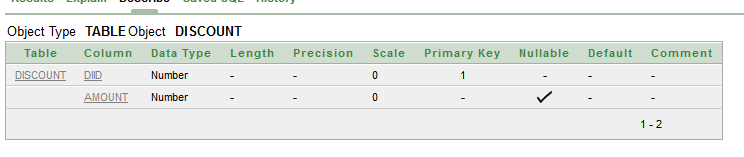 Results Explain Describe Saved SQL History
Object Type TABLE Object DISCOUNT
Table Column Data Type Length Precision Scale Primary Key Nullable Default Comment
DISCOUNT DIID Number - - 0 1 - - -
AMOUNT Number - - 0 - - -
1 - 2